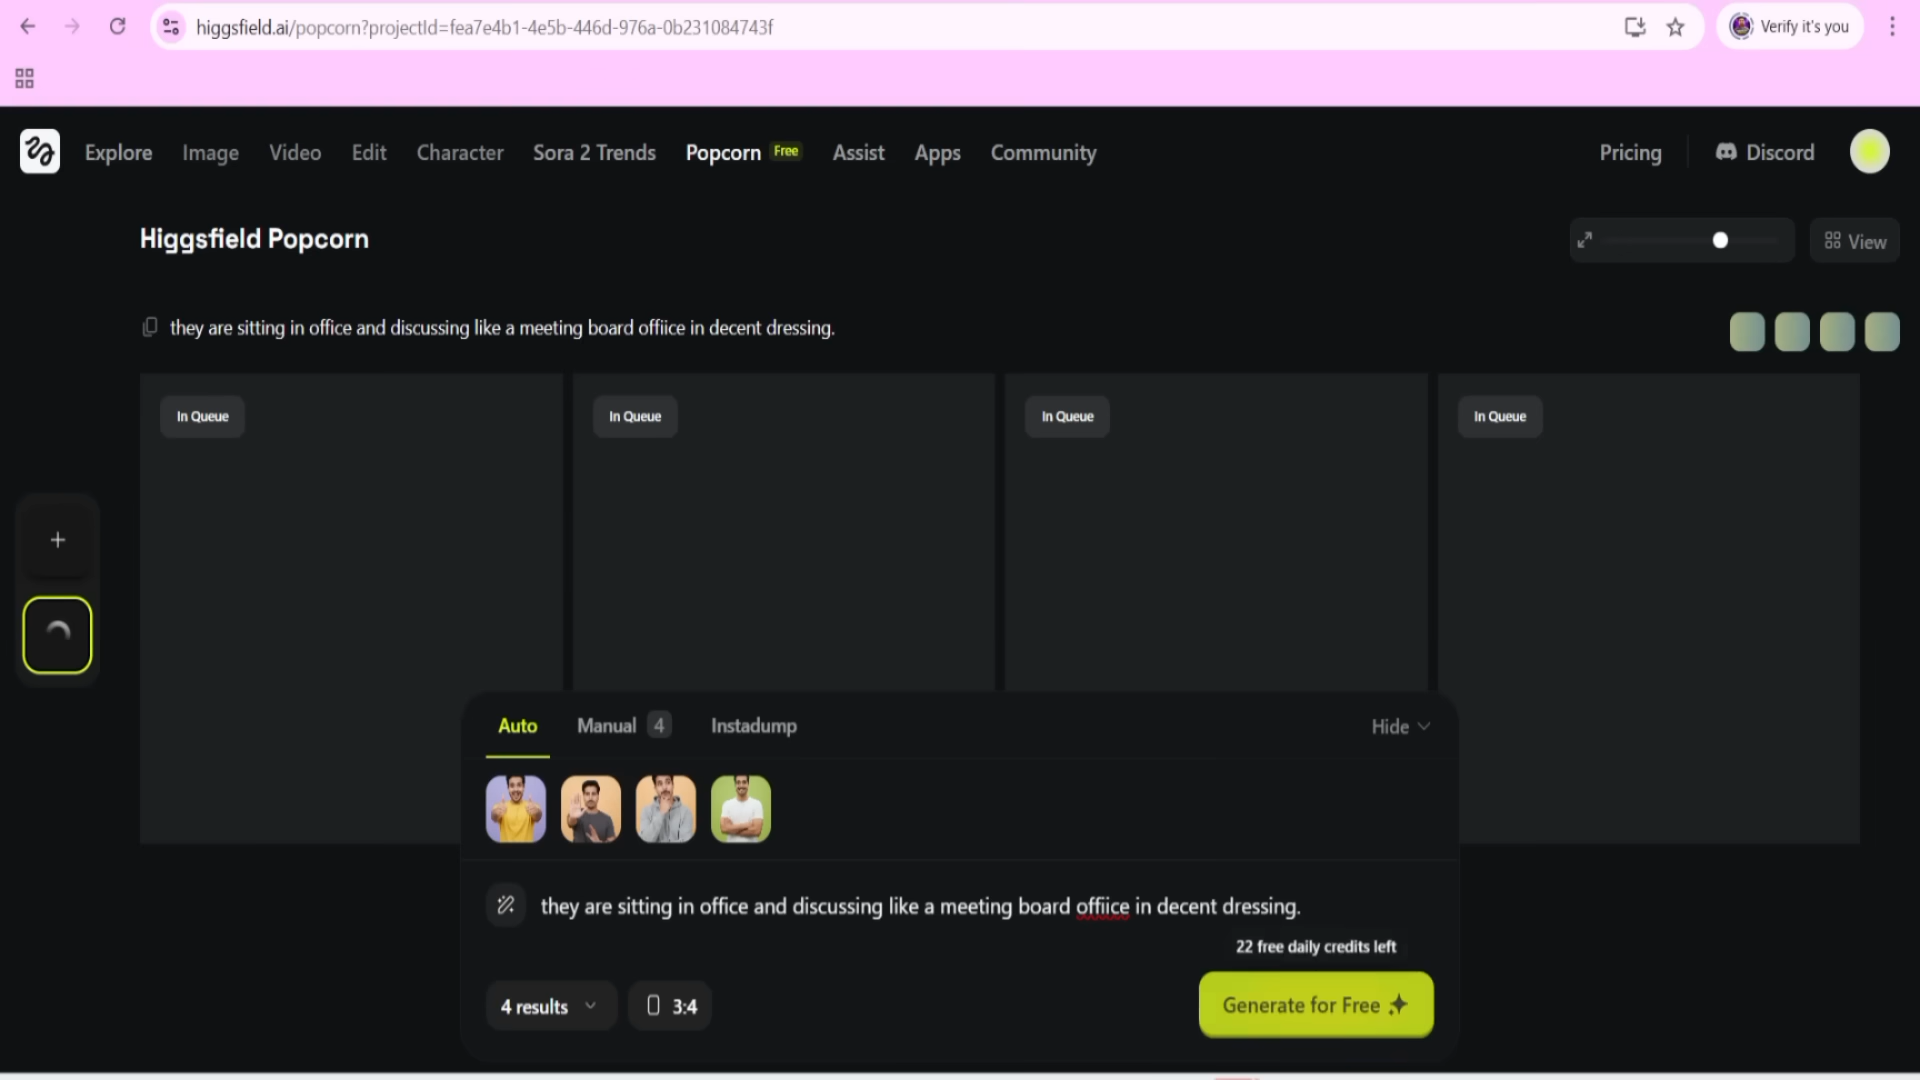 higgsfield.ai/popcorn?projectId=fea7e4b1-4e5b-446d-976a-0b231084743f
Verify it's you
Explore Image Video Edit Character Sora 2 Trends Popcorn Free Assist Apps Community Pricing Discord
Higgsfield Popcorn
View
they are sitting in office and discussing like a meeting board offiice in decent dressing.
In Queue In Queue In Queue In Queue
Auto Manual 4 Instadump Hide
they are sitting in office and discussing like a meeting board offiice in decent dressing.
22 free daily credits left
4 results 3:4 Generate for Free